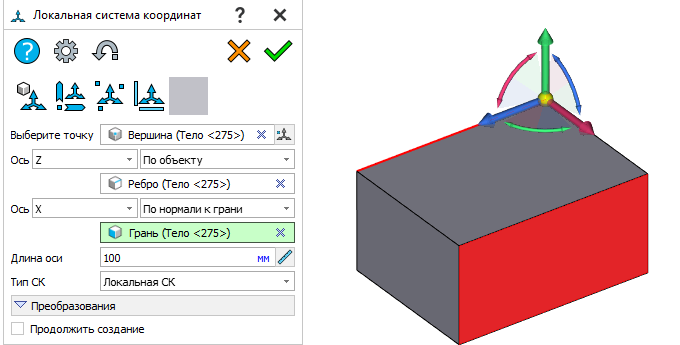 Локальная система координат ? ×
?
Выберите точку Вершина (Тело <275>)
Ось Z По объекту
Ребро (Тело <275>)
Ось X По нормали к грани
Грань (Тело <275>)
Длина оси 100 мм
Тип СК Локальная СК
Преобразования
Продолжить создание